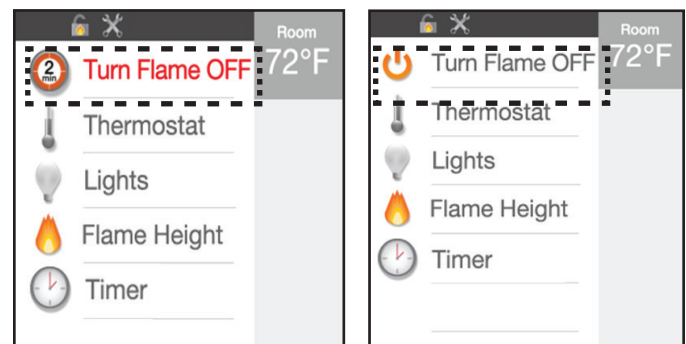 Room
72°F
2
min
Turn Flame OFF
Thermostat
Lights
Flame Height
Timer
Room
72°F
Turn Flame OFF
Thermostat
Lights
Flame Height
Timer